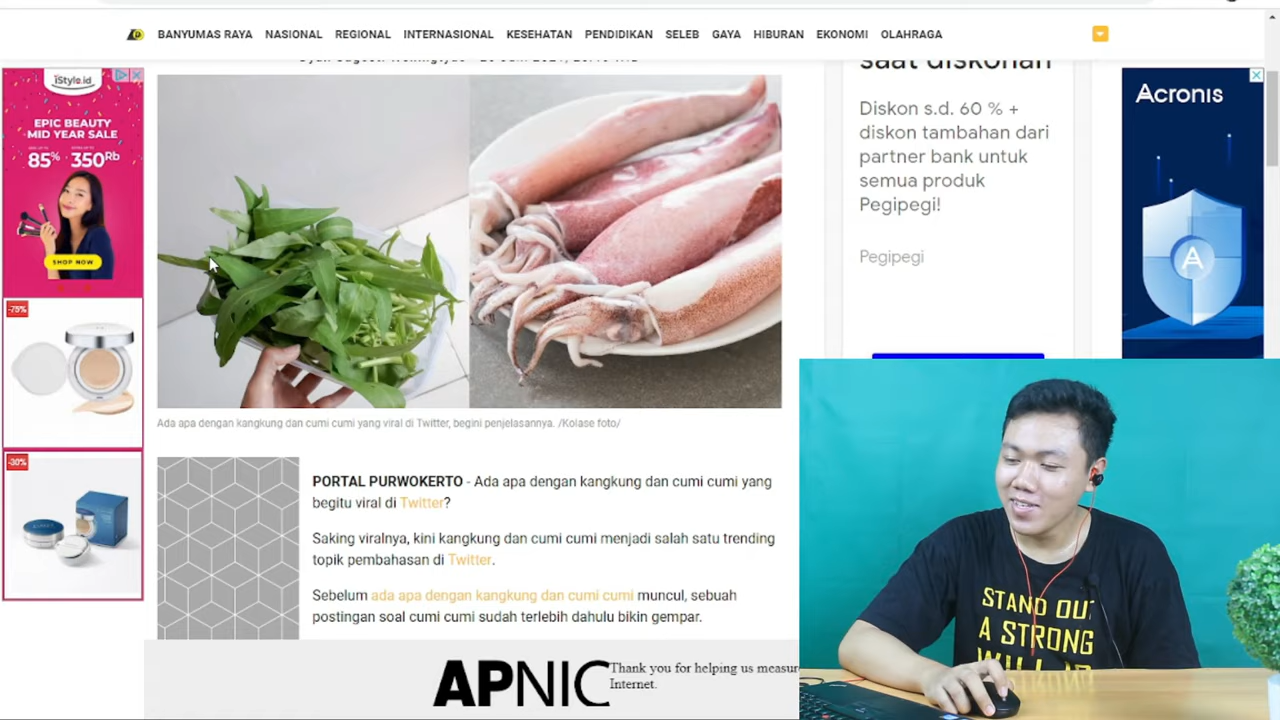 BANYUMAS RAYA NASIONAL REGIONAL INTERNASIONAL KESEHATAN PENDIDIKAN SELEB GAYA HIBURAN EKONOMI OLAHRAGA
iStyle.id
EPIC BEAUTY
MID YEAR SALE
85% 350Rb
SHOP NOW
-75%
-30%
saat diskonan
Diskon s.d. 60 % +
diskon tambahan dari
partner bank untuk
semua produk
Pegipegi!
Pegipegi
Acronis
A
Ada apa dengan kangkung dan cumi cumi yang viral di Twitter, begini penjelasannya. /Kolase foto/
PORTAL PURWOKERTO - Ada apa dengan kangkung dan cumi cumi yang
begitu viral di Twitter?
Saking viralnya, kini kangkung dan cumi cumi menjadi salah satu trending
topik pembahasan di Twitter.
Sebelum ada apa dengan kangkung dan cumi cumi muncul, sebuah
postingan soal cumi cumi sudah terlebih dahulu bikin gempar.
APNIC
Thank you for helping us measur
Internet.
STAND OUT
A STRONG